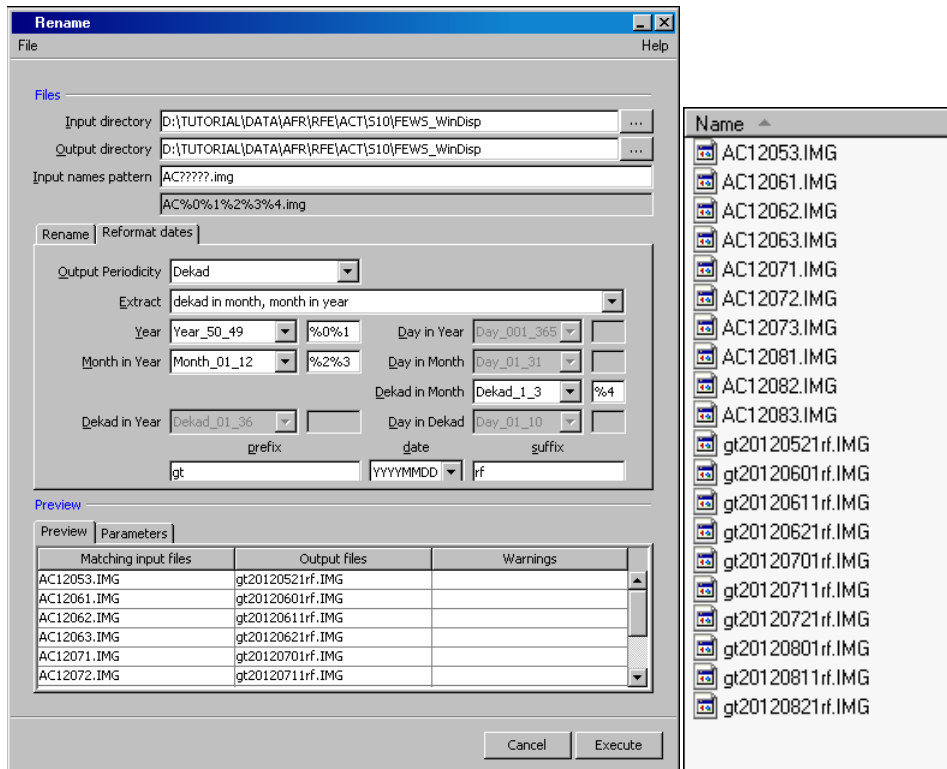 Rename
File Help
Files
Input directory D:\TUTORIAL\DATA\AFR\RFE\ACT\S10\FEWS_WinDisp ...
Output directory D:\TUTORIAL\DATA\AFR\RFE\ACT\S10\FEWS_WinDisp ...
Input names pattern AC?????.img
AC%0%1%2%3%4.img
Rename Reformat dates
Output Periodicity Dekad
Extract dekad in month, month in year
Year Year_50_49 %0%1 Day in Year Day_001_365
Month in Year Month_01_12 %2%3 Day in Month Day_01_31
Dekad in Month Dekad_1_3 %4
Dekad in Year Dekad_01_36 Day in Dekad Day_01_10
prefix date suffix
gt YYYYMMDD rf
Preview
Preview Parameters
Matching input files Output files Warnings
AC12053.IMG gt20120521rf.IMG
AC12061.IMG gt20120601rf.IMG
AC12062.IMG gt20120611rf.IMG
AC12063.IMG gt20120621rf.IMG
AC12071.IMG gt20120701rf.IMG
AC12072.IMG gt20120711rf.IMG
Cancel Execute
Name
AC12053.IMG
AC12061.IMG
AC12062.IMG
AC12063.IMG
AC12071.IMG
AC12072.IMG
AC12073.IMG
AC12081.IMG
AC12082.IMG
AC12083.IMG
gt20120521rf.IMG
gt20120601rf.IMG
gt20120611rf.IMG
gt20120621rf.IMG
gt20120701rf.IMG
gt20120711rf.IMG
gt20120721rf.IMG
gt20120801rf.IMG
gt20120811rf.IMG
gt20120821rf.IMG